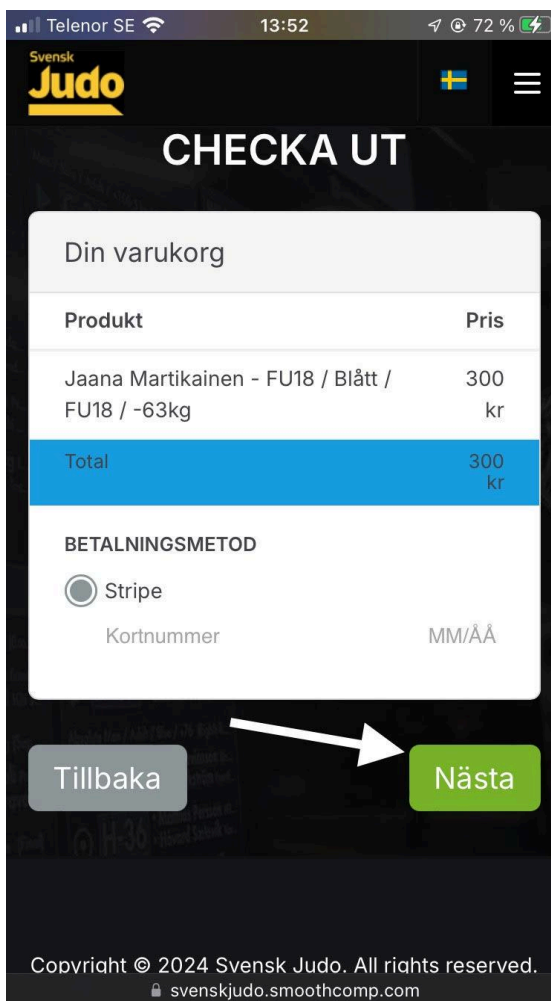 Telenor SE 13:52 72 %
Svensk
Judo
CHECKA UT
Din varukorg
Produkt Pris
Jaana Martikainen - FU18 / Blått / 300
FU18 / -63kg kr
Total 300
kr
BETALNINGSMETOD
Stripe
Kortnummer MM/ÅÅ
Tillbaka Nästa
Copyright © 2024 Svensk Judo. All rights reserved.
svenskjudo.smoothcomp.com